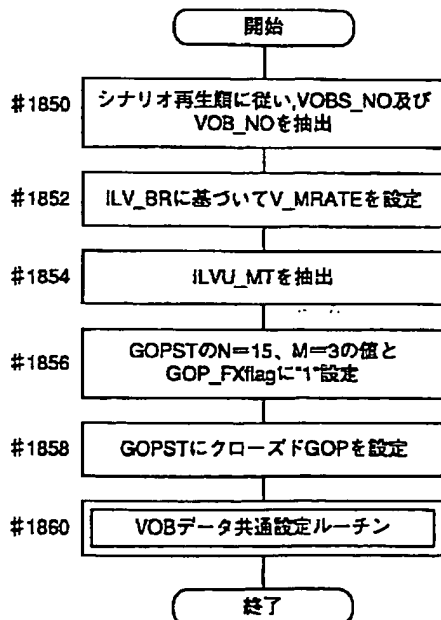 開始
#1850
シナリオ再生順に従い,VOBS_NO及び
VOB_NOを抽出
#1852
ILV_BRに基づいてV_MRATEを設定
#1854
ILVU_MTを抽出
#1856
GOPSTのN=15、M=3の値と
GOP_FXflagに"1"設定
#1858
GOPSTにクローズドGOPを設定
#1860
VOBデータ共通設定ルーチン
終了